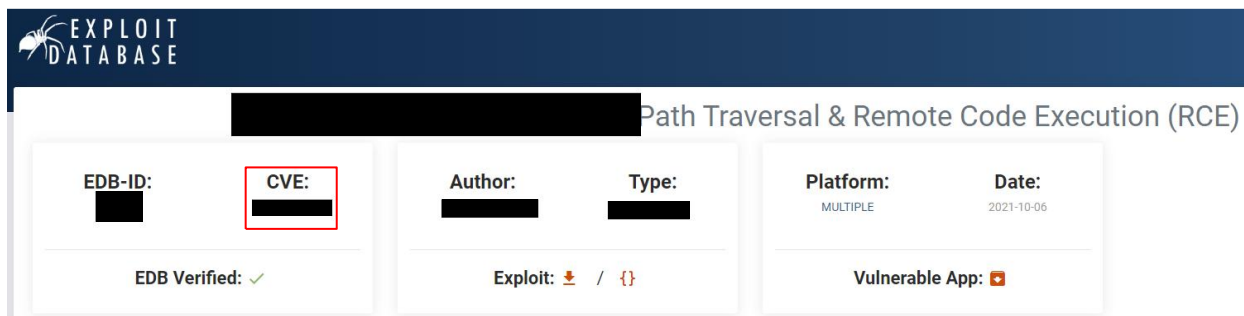 EXPLOIT
DATABASE
Path Traversal & Remote Code Execution (RCE)
EDB-ID:
CVE:
Author:
Type:
Platform:
MULTIPLE
Date:
2021-10-06
EDB Verified:
Exploit: / {}
Vulnerable App: